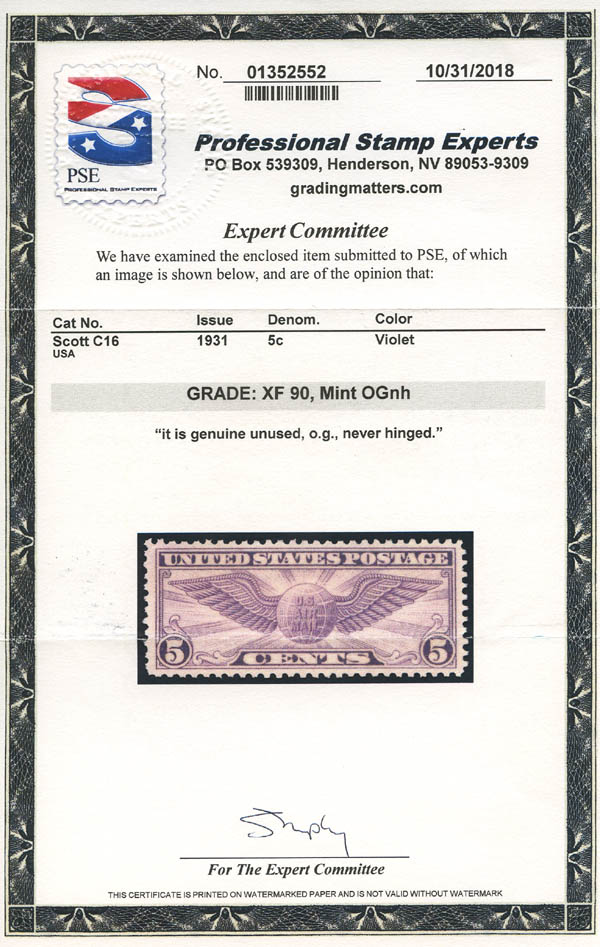 No. 01352552 10/31/2018
PSE
PROFESSIONAL STAMP EXPERTS
Professional Stamp Experts
PO Box 539309, Henderson, NV 89053-9309
gradingmatters.com
Expert Committee
We have examined the enclosed item submitted to PSE, of which
an image is shown below, and are of the opinion that:
Cat No. Issue Denom. Color
Scott C16 1931 5c Violet
USA
GRADE: XF 90, Mint OGnh
“it is genuine unused, o.g., never hinged.”
UNITED STATES POSTAGE
U.S.
AIR
MAIL
5 CENTS 5
For The Expert Committee
THIS CERTIFICATE IS PRINTED ON WATERMARKED PAPER AND IS NOT VALID WITHOUT WATERMARK